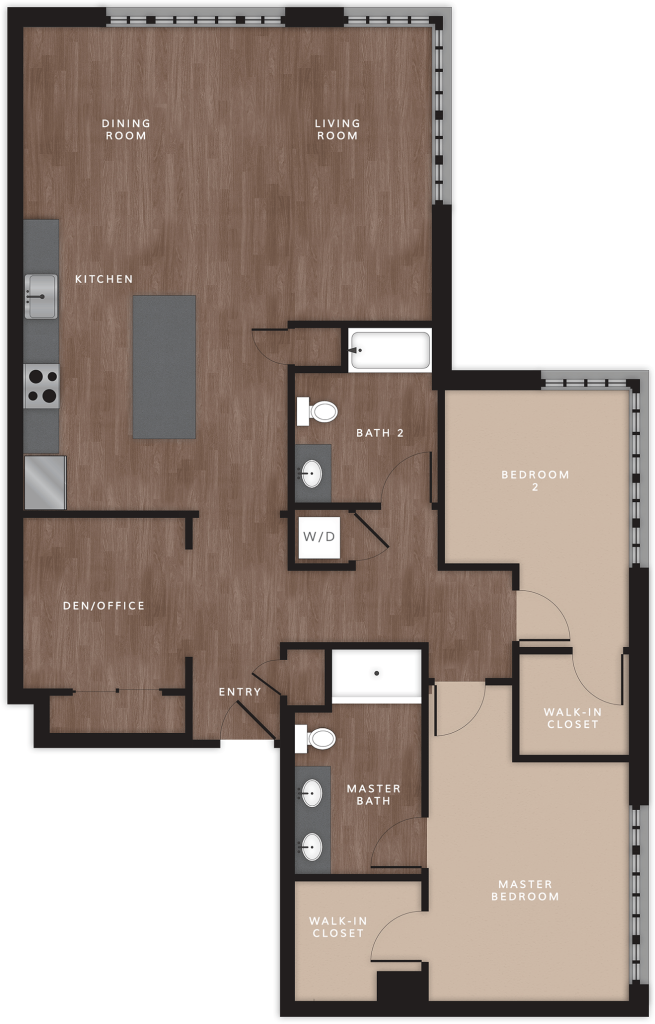 DINING
ROOM
LIVING
ROOM
KITCHEN
BATH 2
BEDROOM
2
W/D
DEN/OFFICE
ENTRY
WALK-IN
CLOSET
MASTER
BATH
MASTER
BEDROOM
WALK-IN
CLOSET